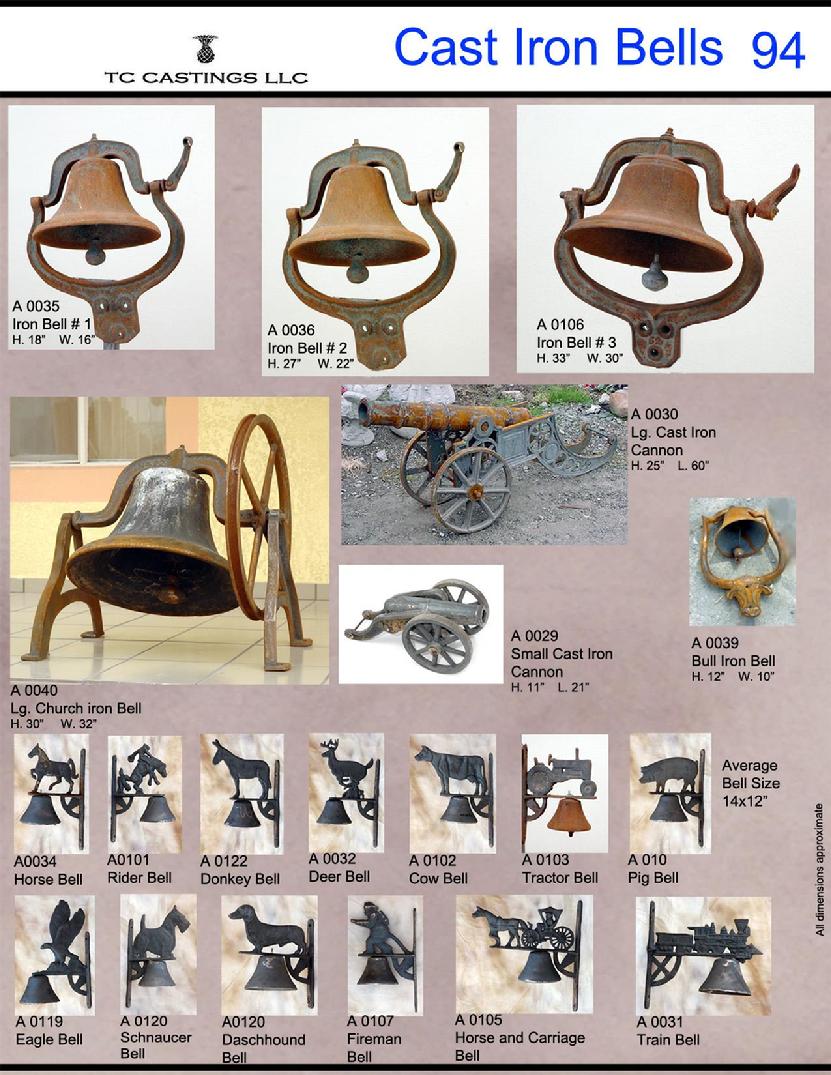 TC CASTINGS LLC
Cast Iron Bells 94
A 0035
Iron Bell # 1
H. 18" W. 16"
A 0036
Iron Bell # 2
H. 27" W. 22"
A 0106
Iron Bell # 3
H. 33" W. 30"
A 0030
Lg. Cast Iron
Cannon
H. 25" L. 60"
A 0040
Lg. Church iron Bell
H. 30" W. 32"
A 0029
Small Cast Iron
Cannon
H. 11" L. 21"
A 0039
Bull Iron Bell
H. 12" W. 10"
A0034
Horse Bell
A0101
Rider Bell
A 0122
Donkey Bell
A 0032
Deer Bell
A 0102
Cow Bell
A 0103
Tractor Bell
A 010
Pig Bell
Average
Bell Size
14x12"
All dimensions approximate
A 0119
Eagle Bell
A 0120
Schnaucer
Bell
A0120
Daschhound
Bell
A 0107
Fireman
Bell
A 0105
Horse and Carriage
Bell
A 0031
Train Bell